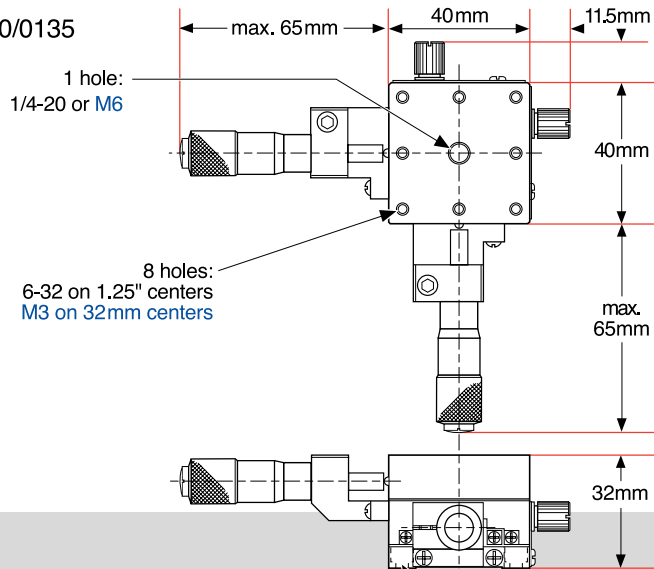 0/0135
max. 65mm
40mm
11.5mm
1 hole:
1/4-20 or M6
40mm
8 holes:
6-32 on 1.25" centers
M3 on 32mm centers
max.
65mm
32mm